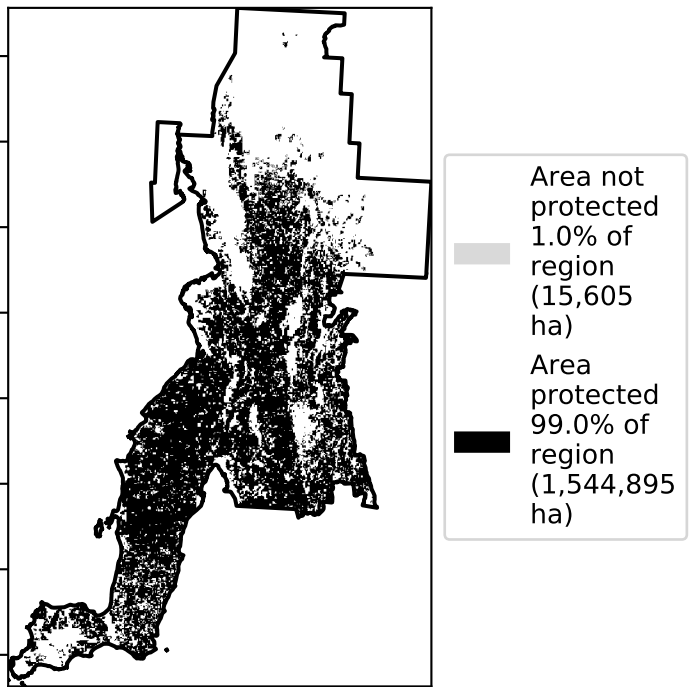 Area not
protected
1.0% of
region
(15,605
ha)
Area
protected
99.0% of
region
(1,544,895
ha)